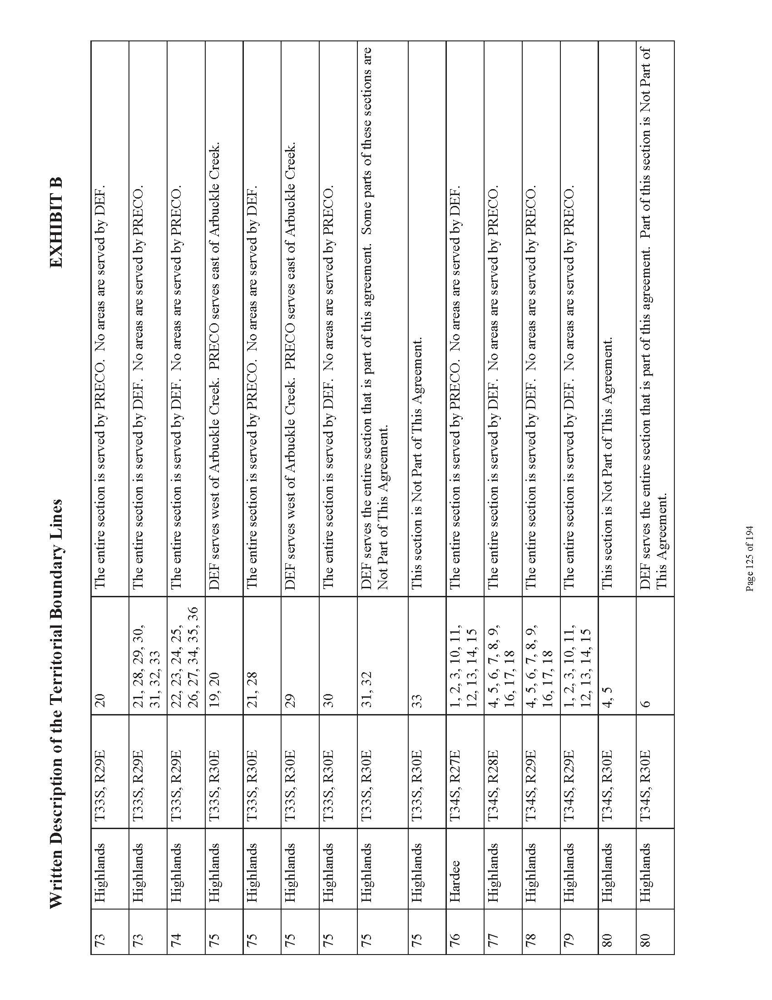 Written Description of the Territorial Boundary Lines EXHIBIT B
73 Highlands T33S, R29E 20 The entire section is served by PRECO. No areas are served by DEF.
73 Highlands T33S, R29E 21, 28, 29, 30, The entire section is served by DEF. No areas are served by PRECO.
31, 32, 33
74 Highlands T33S, R29E 22, 23, 24, 25, The entire section is served by DEF. No areas are served by PRECO.
26, 27, 34, 35, 36
75 Highlands T33S, R30E 19, 20 DEF serves west of Arbuckle Creek. PRECO serves east of Arbuckle Creek.
75 Highlands T33S, R30E 21, 28 The entire section is served by PRECO. No areas are served by DEF.
75 Highlands T33S, R30E 29 DEF serves west of Arbuckle Creek. PRECO serves east of Arbuckle Creek.
75 Highlands T33S, R30E 30 The entire section is served by DEF. No areas are served by PRECO.
75 Highlands T33S, R30E 31, 32 DEF serves the entire section that is part of this agreement. Some parts of these sections are
Not Part of This Agreement.
75 Highlands T33S, R30E 33 This section is Not Part of This Agreement.
76 Hardee T34S, R27E 1, 2, 3, 10, 11, The entire section is served by PRECO. No areas are served by DEF.
12, 13, 14, 15
77 Highlands T34S, R28E 4, 5, 6, 7, 8, 9, The entire section is served by DEF. No areas are served by PRECO.
16, 17, 18
78 Highlands T34S, R29E 4, 5, 6, 7, 8, 9, The entire section is served by DEF. No areas are served by PRECO.
16, 17, 18
79 Highlands T34S, R29E 1, 2, 3, 10, 11, The entire section is served by DEF. No areas are served by PRECO.
12, 13, 14, 15
80 Highlands T34S, R30E 4, 5 This section is Not Part of This Agreement.
80 Highlands T34S, R30E 6 DEF serves the entire section that is part of this agreement. Part of this section is Not Part of
This Agreement.
Page 125 of 194